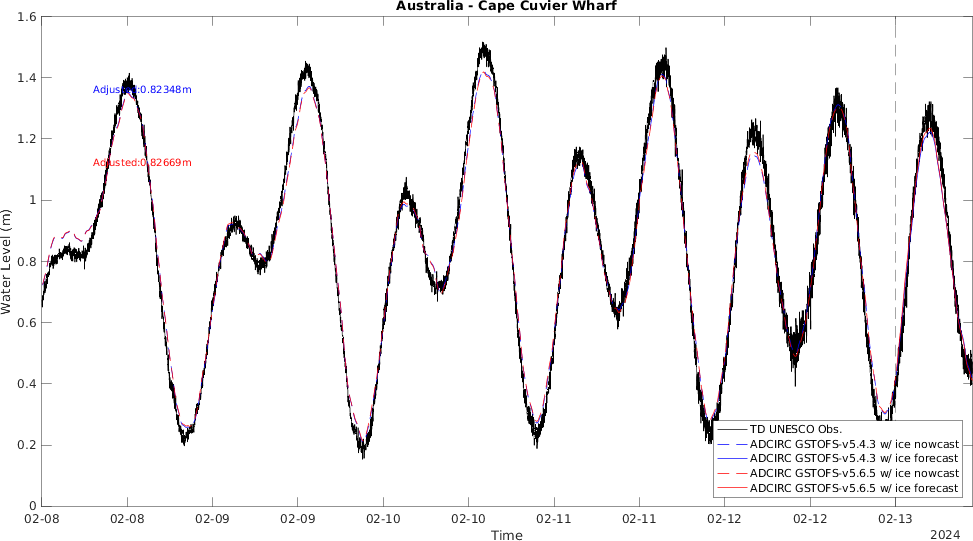 Australia - Cape Cuvier Wharf
1.6
1.4
1.2
1
0.8
0.6
0.4
0.2
0
Water Level (m)
Adjusted:0.82348m
Adjusted:0.82669m
TD UNESCO Obs.
ADCIRC GSTOFS-v5.4.3 w/ ice nowcast
ADCIRC GSTOFS-v5.4.3 w/ ice forecast
ADCIRC GSTOFS-v5.6.5 w/ ice nowcast
ADCIRC GSTOFS-v5.6.5 w/ ice forecast
02-08 02-08 02-09 02-09 02-10 02-10 02-11 02-11 02-12 02-12 02-13
Time
2024